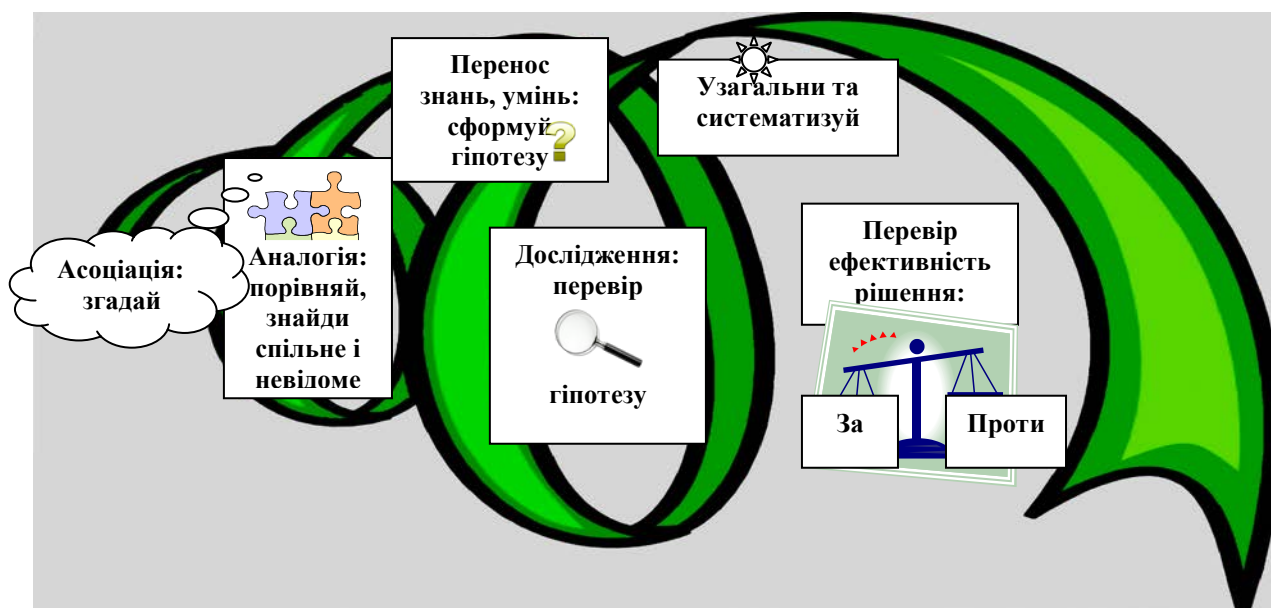 Асоціація:
згадай
Аналогія:
порівняй,
знайди
спільне і
невідоме
Перенос
знань, умінь:
сформуй
гіпотезу
Дослідження:
перевір
гіпотезу
Узагальни та
систематизуй
Перевір
ефективність
рішення:
За
Проти